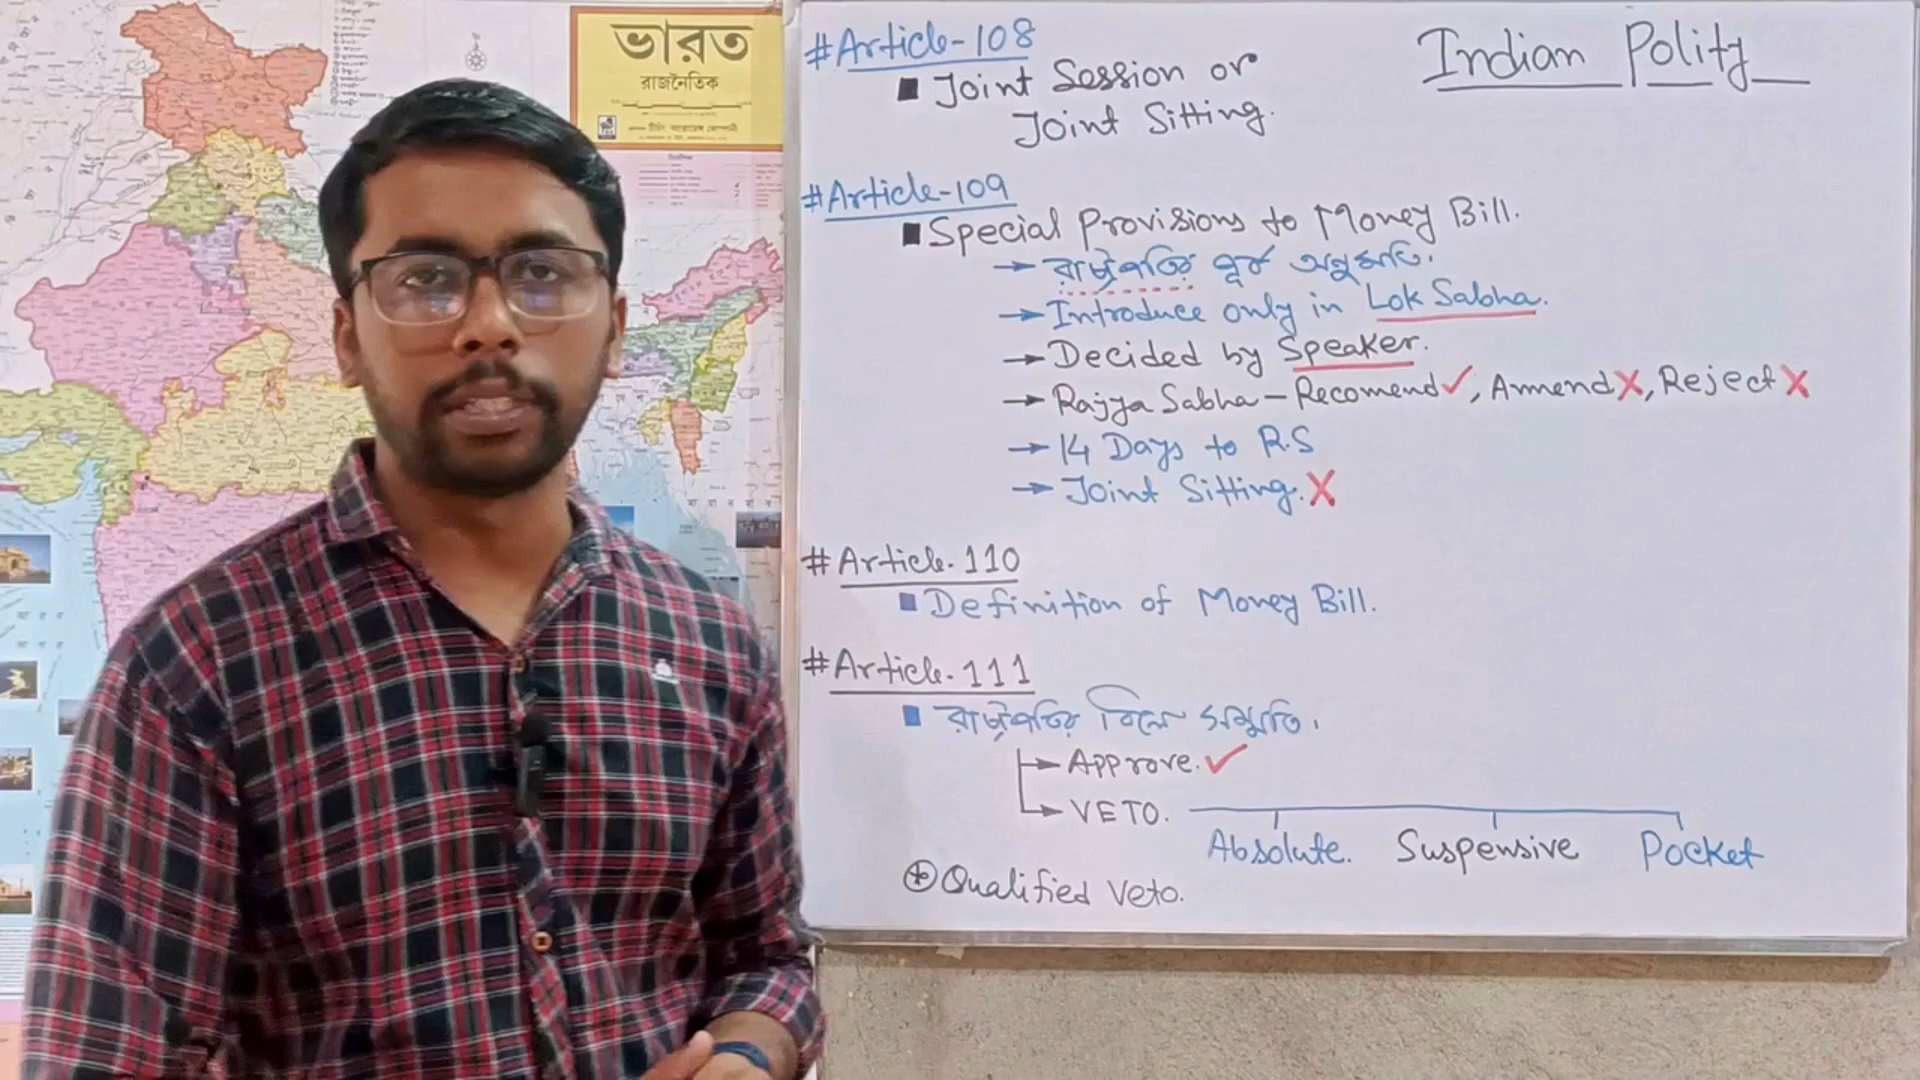 ভারত
রাজনৈতিক
Indian Polity
#Article-108
■ Joint Session or
Joint Sitting.
#Article-109
■ Special Provisions to Money Bill.
→ রাষ্ট্রপতির পূর্ব অনুমতি.
→ Introduce only in Lok Sabha.
→ Decided by Speaker.
→ Rajya Sabha - Recomend ✓, Ammend ✗, Reject ✗
→ 14 Days to R.S
→ Joint Sitting. ✗
#Article-110
■ Definition of Money Bill.
#Article-111
■ রাষ্ট্রপতির বিলে সম্মতি.
→ Approve. ✓
→ VETO.
Absolute. Suspensive Pocket
⊛ Qualified Veto.